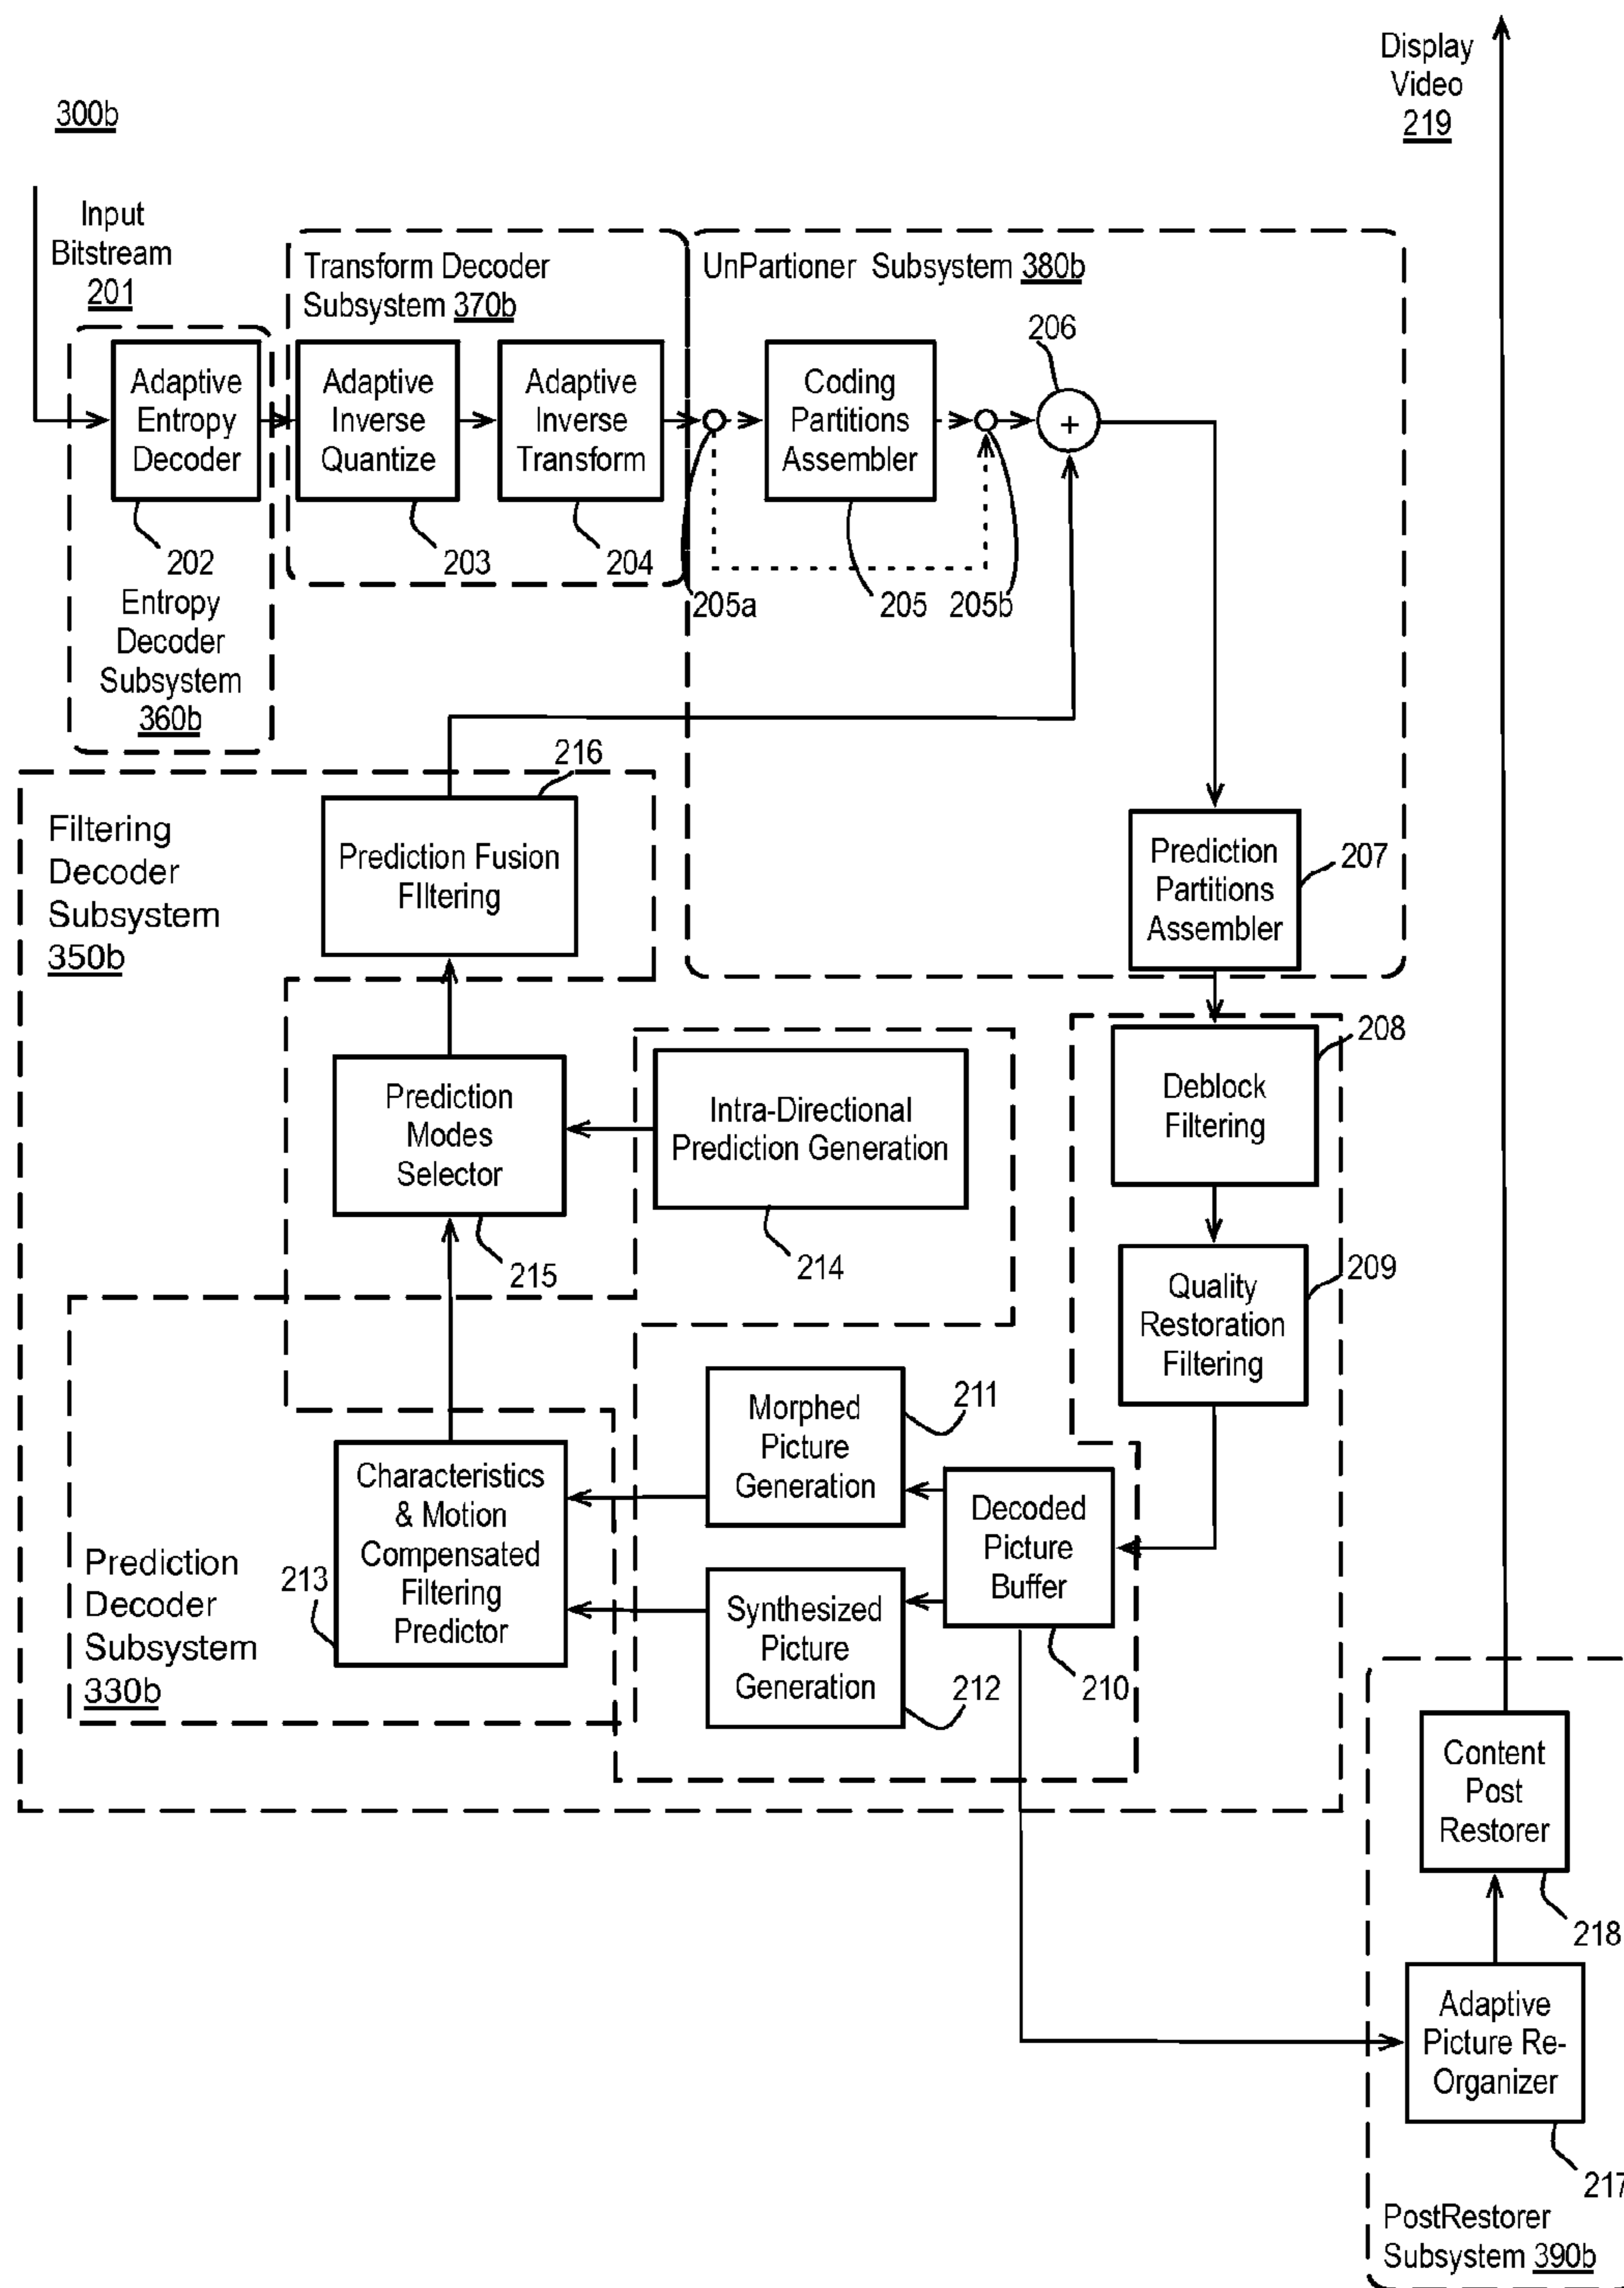 Display
Video
219
300b
Input
Bitstream
201
Transform Decoder
Subsystem 370b
UnPartioner Subsystem 380b
206
Adaptive
Entropy
Decoder
Adaptive
Inverse
Quantize
Adaptive
Inverse
Transform
Coding
Partitions
Assembler
+
202
203
204
205a
205
205b
Entropy
Decoder
Subsystem
360b
216
Filtering
Decoder
Subsystem
350b
Prediction Fusion
FIltering
Prediction
Partitions
Assembler
207
208
Prediction
Modes
Selector
Intra-Directional
Prediction Generation
Deblock
Filtering
215
214
209
Quality
Restoration
Filtering
Morphed
Picture
Generation
211
Characteristics
& Motion
Compensated
Filtering
Predictor
213
Decoded
Picture
Buffer
Prediction
Decoder
Subsystem
330b
Synthesized
Picture
Generation
212
210
Content
Post
Restorer
218
Adaptive
Picture Re-
Organizer
217
PostRestorer
Subsystem 390b